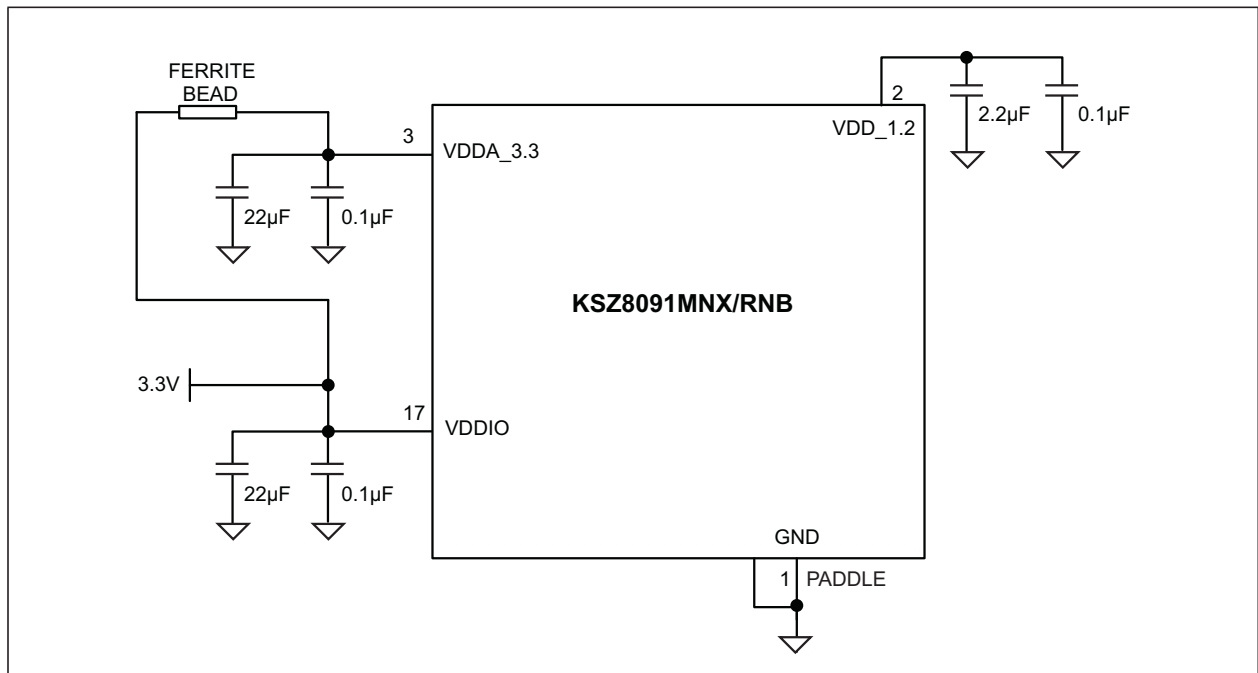 FERRITE
BEAD
2
VDD_1.2
2.2µF
0.1µF
3
VDDA_3.3
22µF
0.1µF
KSZ8091MNX/RNB
3.3V
17
VDDIO
22µF
0.1µF
GND
1
PADDLE